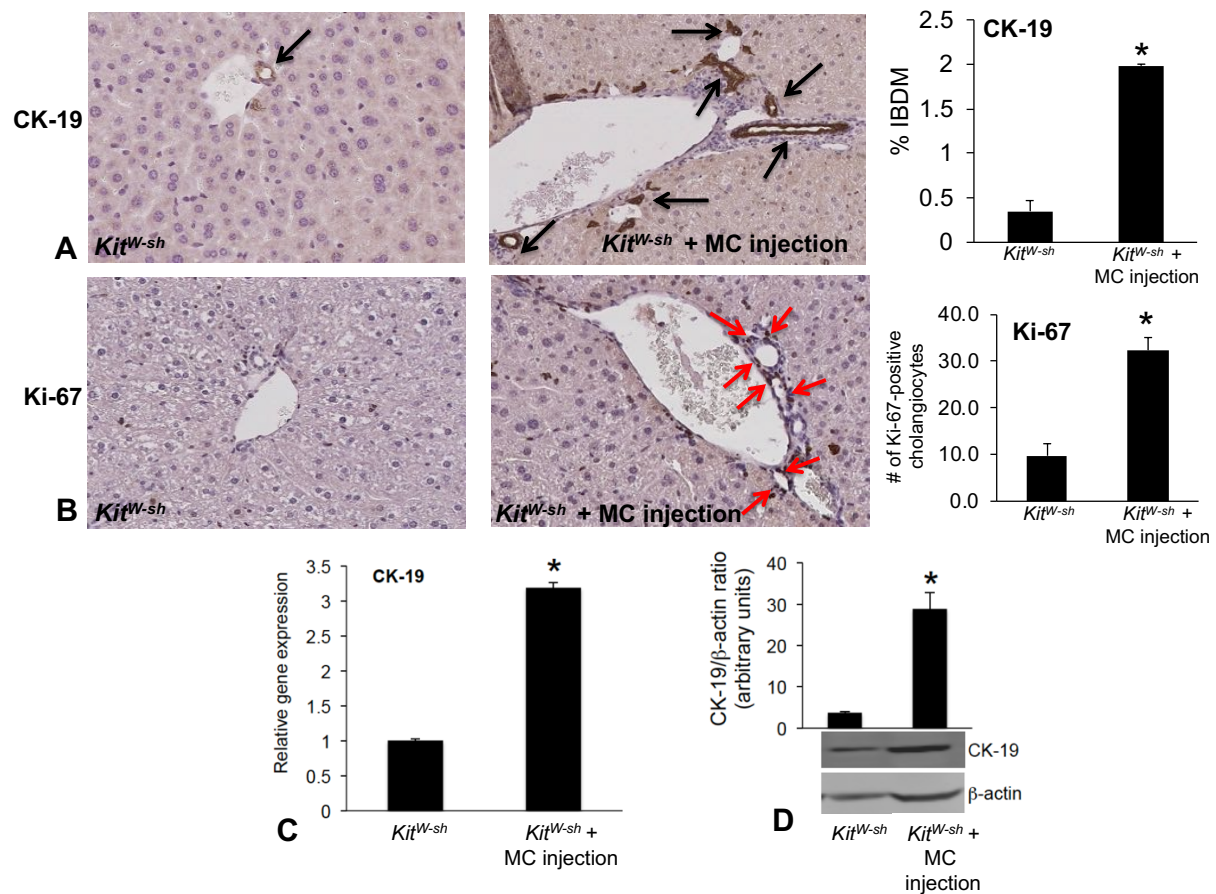 CK-19
A
Kit^W-sh
Kit^W-sh + MC injection
CK-19
% IBDM
2.5
2
1.5
1
0.5
0
*
Kit^W-sh
Kit^W-sh +
MC injection
Ki-67
B
Kit^W-sh
Kit^W-sh + MC injection
Ki-67
# of Ki-67-positive
cholangiocytes
40.0
30.0
20.0
10.0
0.0
*
Kit^W-sh
Kit^W-sh +
MC injection
C
CK-19
Relative gene expression
3.5
3
2.5
2
1.5
1
0.5
0
*
Kit^W-sh
Kit^W-sh +
MC injection
D
CK-19/β-actin ratio
(arbitrary units)
40
30
20
10
0
*
CK-19
β-actin
Kit^W-sh
Kit^W-sh +
MC
injection